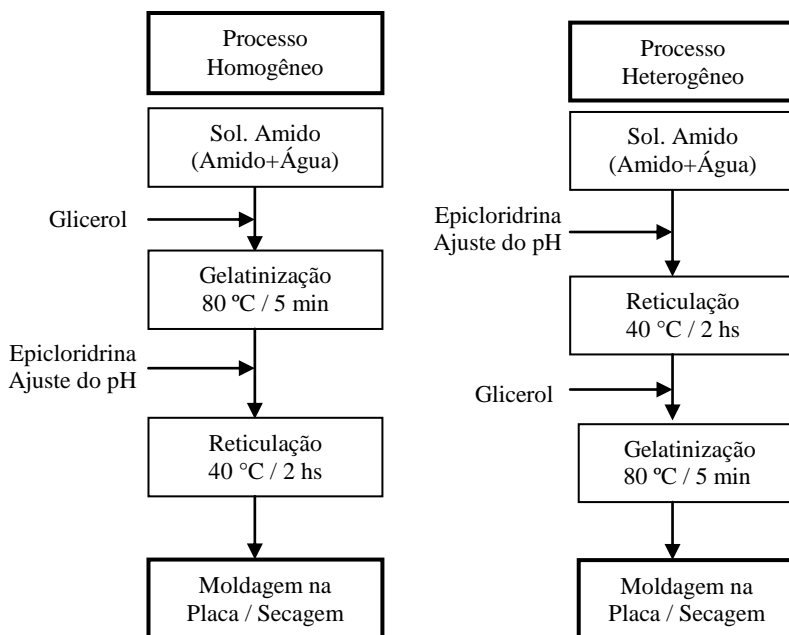 Processo
Homogêneo
Sol. Amido
(Amido+Água)
Glicerol
Gelatinização
80 ºC / 5 min
Epicloridrina
Ajuste do pH
Reticulação
40 °C / 2 hs
Moldagem na
Placa / Secagem
Processo
Heterogêneo
Sol. Amido
(Amido+Água)
Epicloridrina
Ajuste do pH
Reticulação
40 °C / 2 hs
Glicerol
Gelatinização
80 ºC / 5 min
Moldagem na
Placa / Secagem